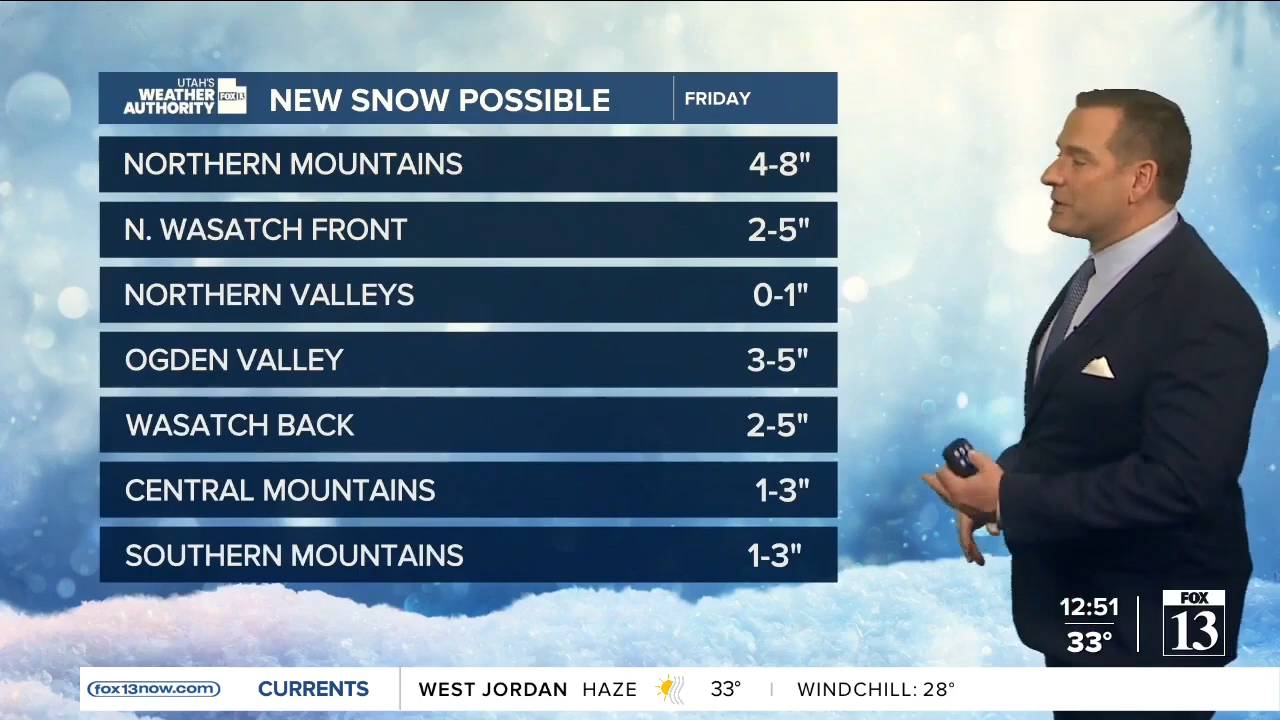 UTAH'S
WEATHER
AUTHORITY
FOX 13
NEW SNOW POSSIBLE
FRIDAY
NORTHERN MOUNTAINS 4-8"
N. WASATCH FRONT 2-5"
NORTHERN VALLEYS 0-1"
OGDEN VALLEY 3-5"
WASATCH BACK 2-5"
CENTRAL MOUNTAINS 1-3"
SOUTHERN MOUNTAINS 1-3"
12:51
33°
FOX
13
fox13now.com CURRENTS WEST JORDAN HAZE 33° | WINDCHILL: 28°